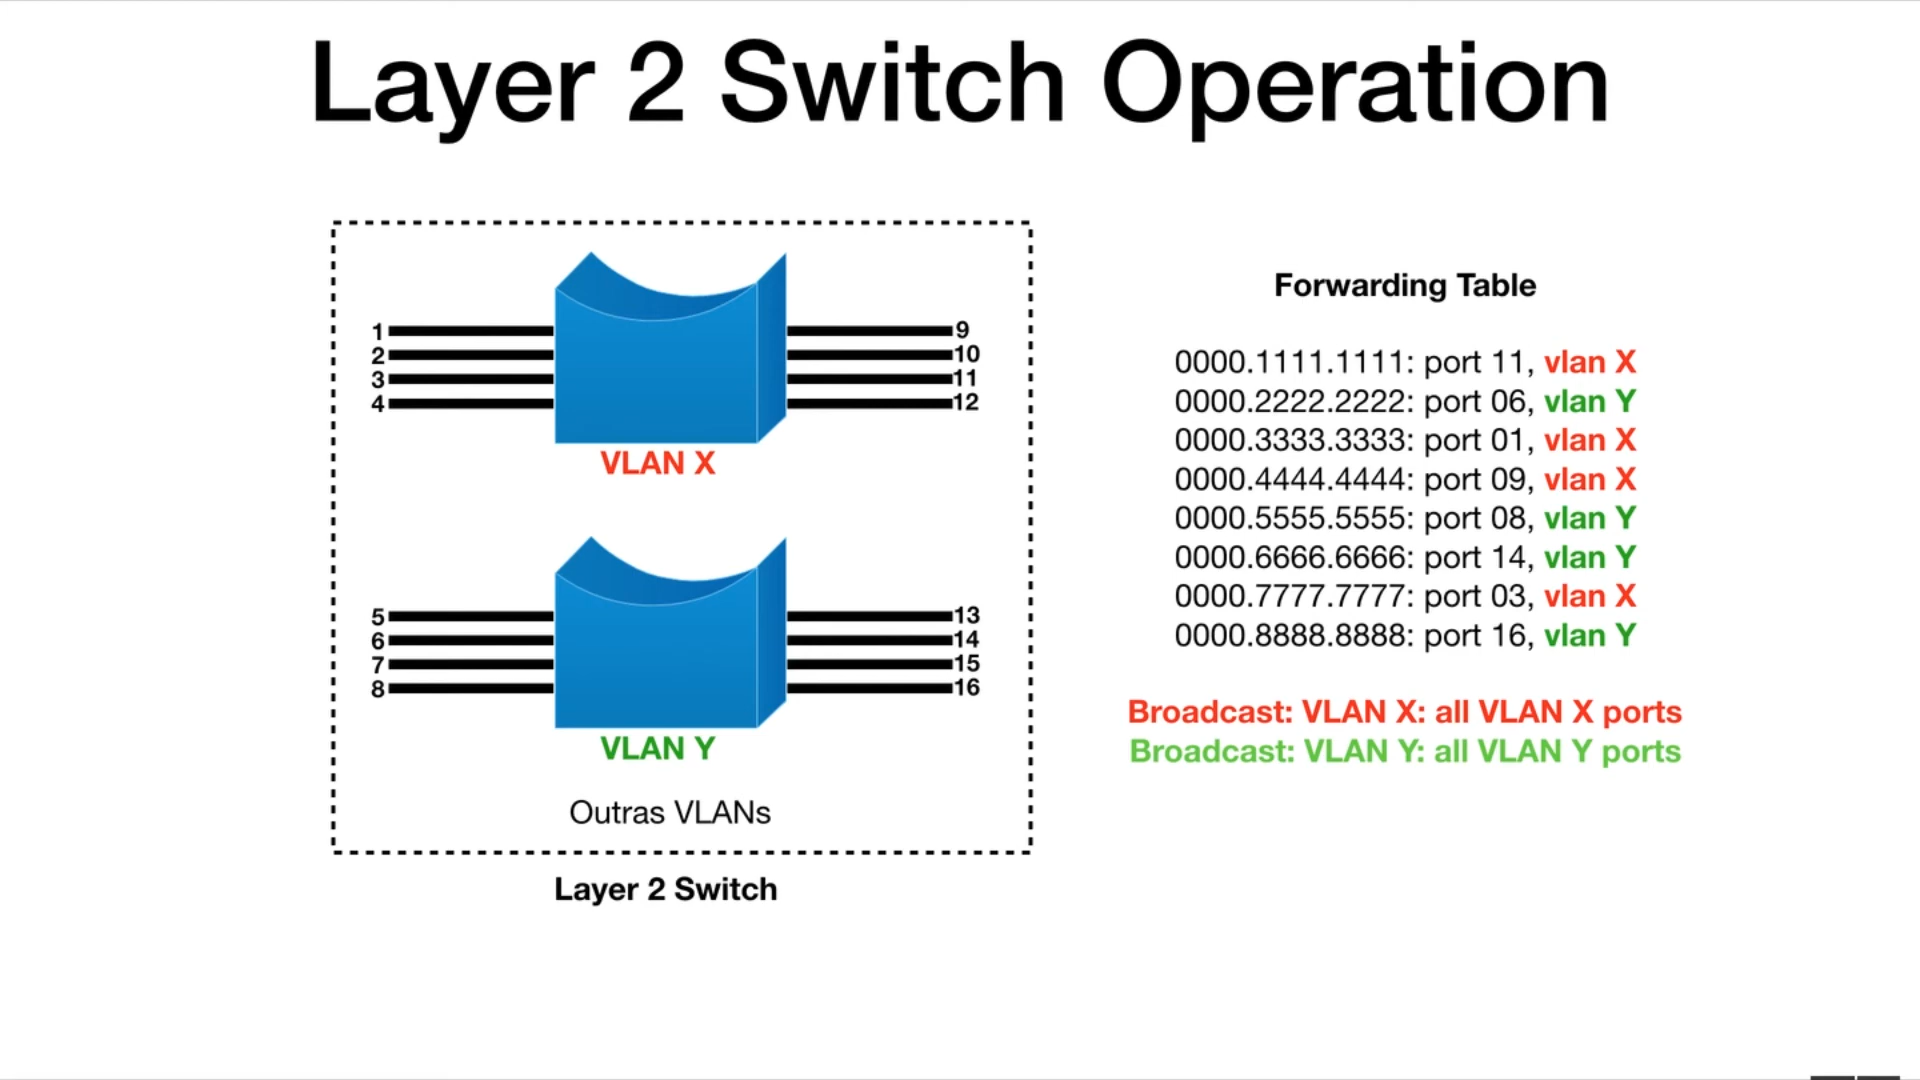 Layer 2 Switch Operation
1
2
3
4
9
10
11
12
VLAN X
5
6
7
8
13
14
15
16
VLAN Y
Outras VLANs
Layer 2 Switch
Forwarding Table
0000.1111.1111: port 11, vlan X
0000.2222.2222: port 06, vlan Y
0000.3333.3333: port 01, vlan X
0000.4444.4444: port 09, vlan X
0000.5555.5555: port 08, vlan Y
0000.6666.6666: port 14, vlan Y
0000.7777.7777: port 03, vlan X
0000.8888.8888: port 16, vlan Y
Broadcast: VLAN X: all VLAN X ports
Broadcast: VLAN Y: all VLAN Y ports